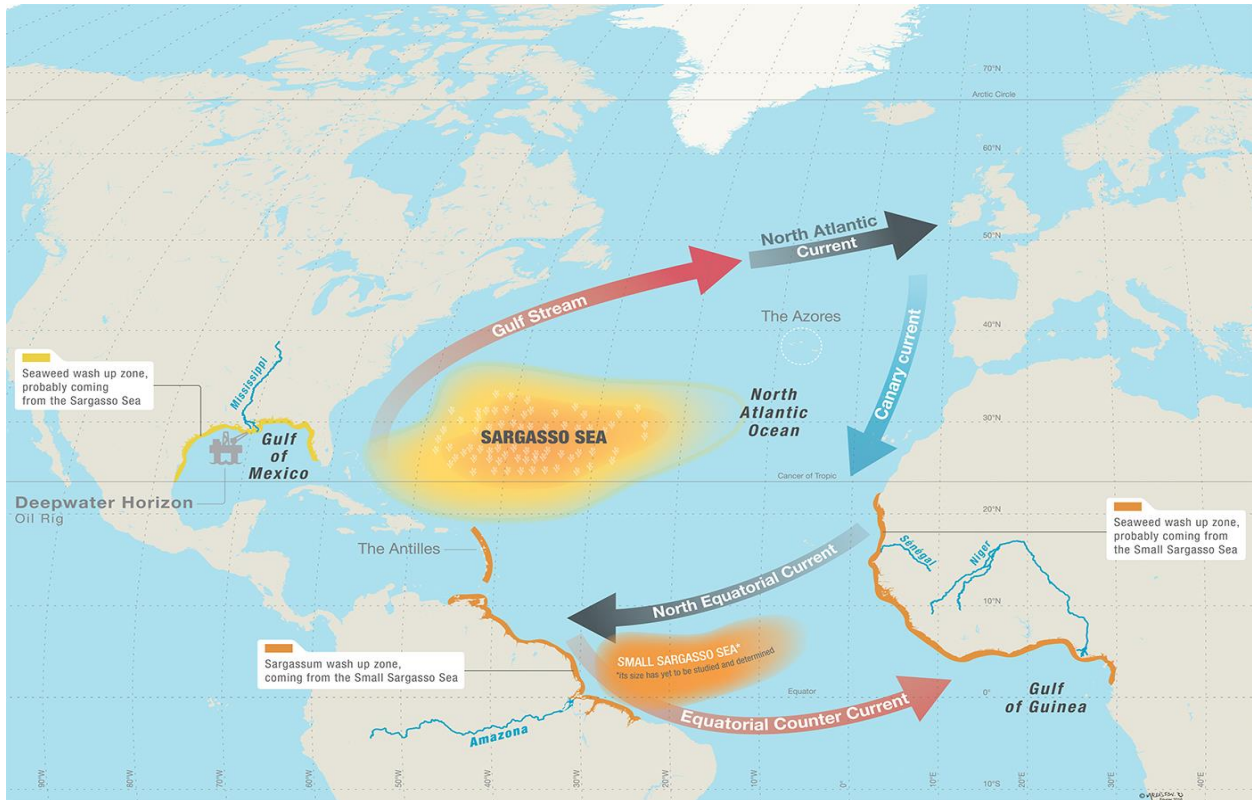 70°N
Arctic Circle
60°N
North Atlantic
Current
50°N
Gulf Stream
The Azores
40°N
Canary current
Seaweed wash up zone,
probably coming
from the Sargasso Sea
Mississippi
North
Atlantic
Ocean
30°N
SARGASSO SEA
Gulf
of
Mexico
Cancer of Tropic
Deepwater Horizon
Oil Rig
20°N
Seaweed wash up zone,
probably coming from
the Small Sargasso Sea
The Antilles
Sénégal
Niger
North Equatorial Current
10°N
Sargassum wash up zone,
coming from the Small Sargasso Sea
SMALL SARGASSO SEA*
*its size has yet to be studied and determined
Equator
0°
Gulf
of Guinea
Equatorial Counter Current
Amazona
90°W
80°W
70°W
60°W
50°W
40°W
30°W
20°W
10°W
0°
10°E
20°E
30°E
40°E
10°S